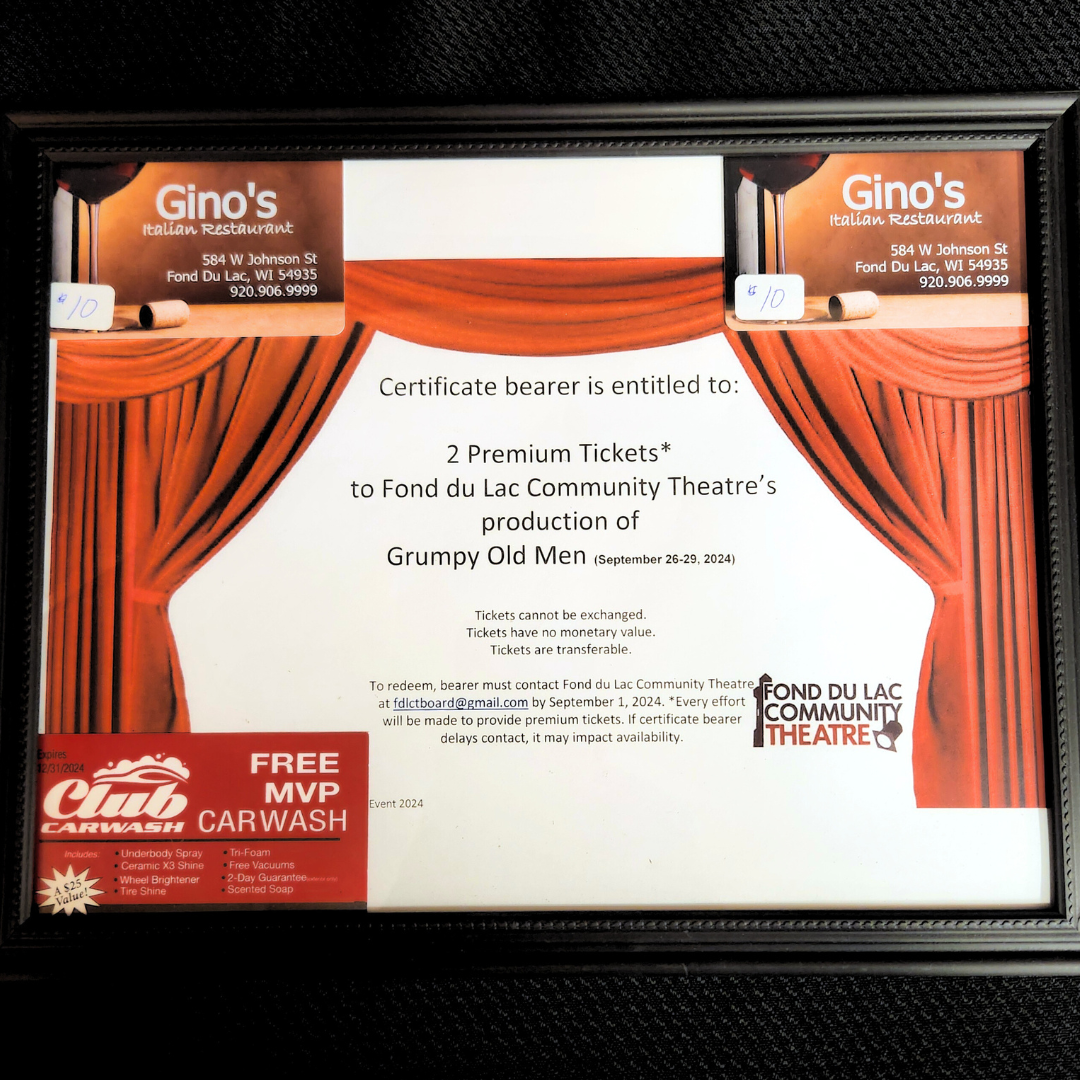 Gino's
Italian Restaurant
584 W Johnson St
Fond Du Lac, WI 54935
920.906.9999
$10
Gino's
Italian Restaurant
584 W Johnson St
Fond Du Lac, WI 54935
920.906.9999
$10
Certificate bearer is entitled to:
2 Premium Tickets*
to Fond du Lac Community Theatre's
production of
Grumpy Old Men (September 26-29, 2024)
Tickets cannot be exchanged.
Tickets have no monetary value.
Tickets are transferable.
To redeem, bearer must contact Fond du Lac Community Theatre
at fdlctboard@gmail.com by September 1, 2024. *Every effort
will be made to provide premium tickets. If certificate bearer
delays contact, it may impact availability.
FOND DU LAC
COMMUNITY
THEATRE
Event 2024
Expires
12/31/2024
Club
CARWASH
FREE
MVP
CARWASH
Includes:
• Underbody Spray
• Ceramic X3 Shine
• Wheel Brightener
• Tire Shine
• Tri-Foam
• Free Vacuums
• 2-Day Guarantee
• Scented Soap
A $25
Value!